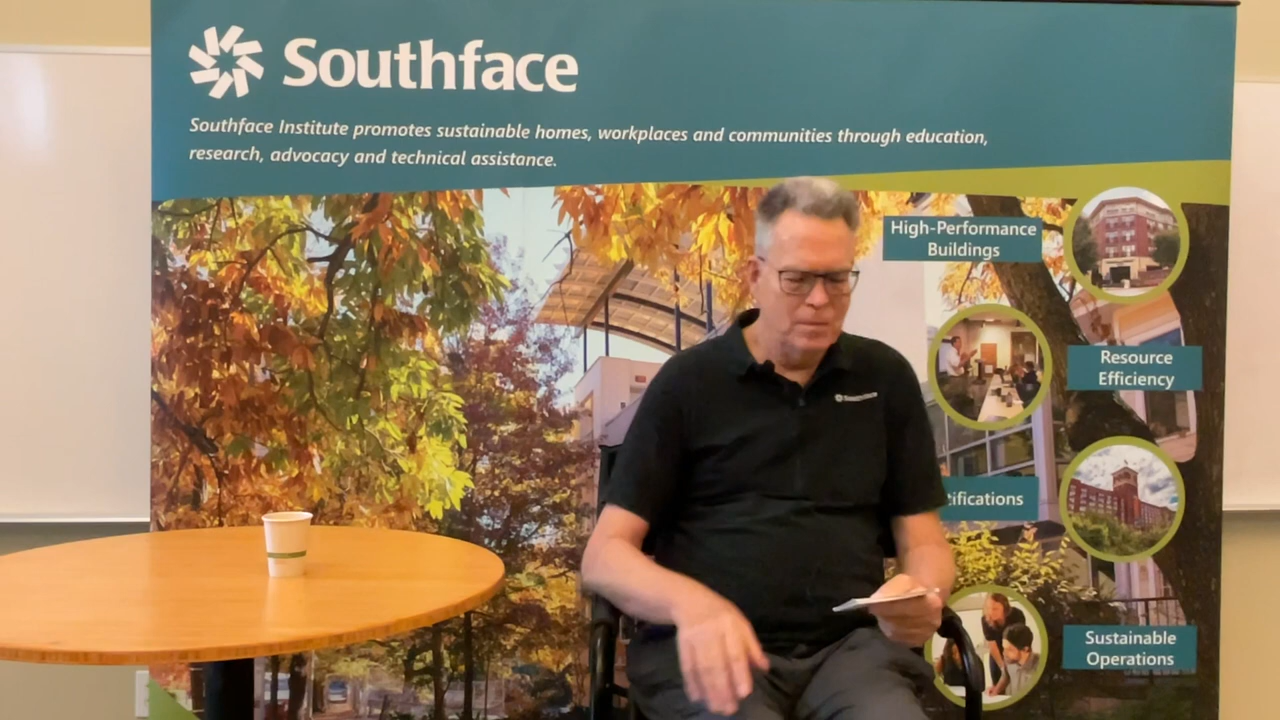 Southface
Southface Institute promotes sustainable homes, workplaces and communities through education,
research, advocacy and technical assistance.
High-Performance
Buildings
Resource
Efficiency
tifications
Sustainable
Operations
Southface